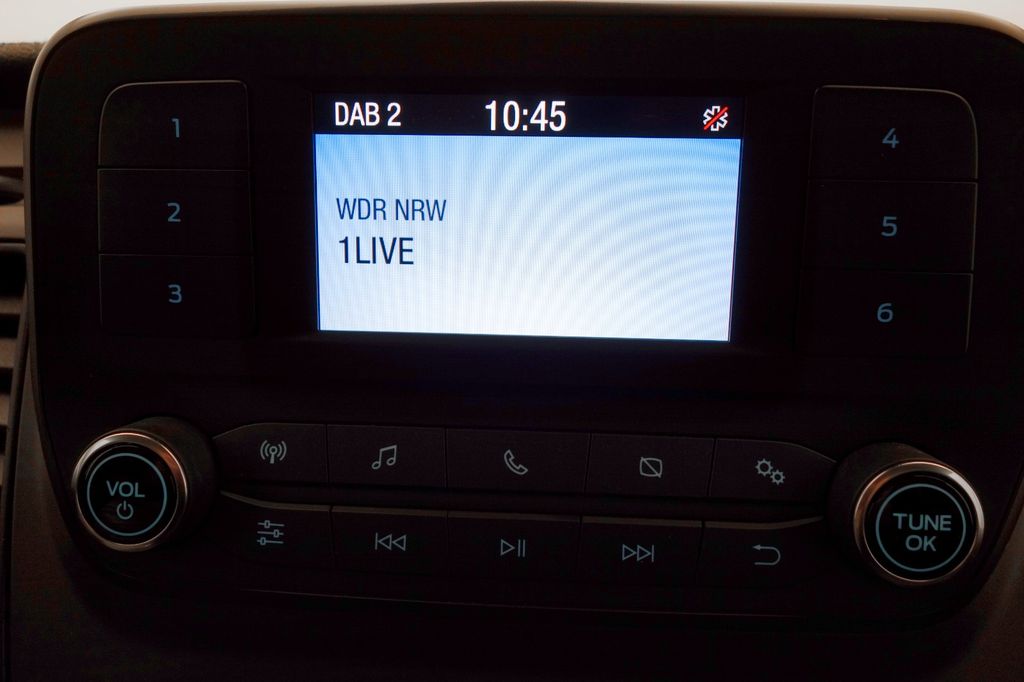 DAB 2 10:45
WDR NRW
1LIVE
1
2
3
4
5
6
VOL
TUNE
OK